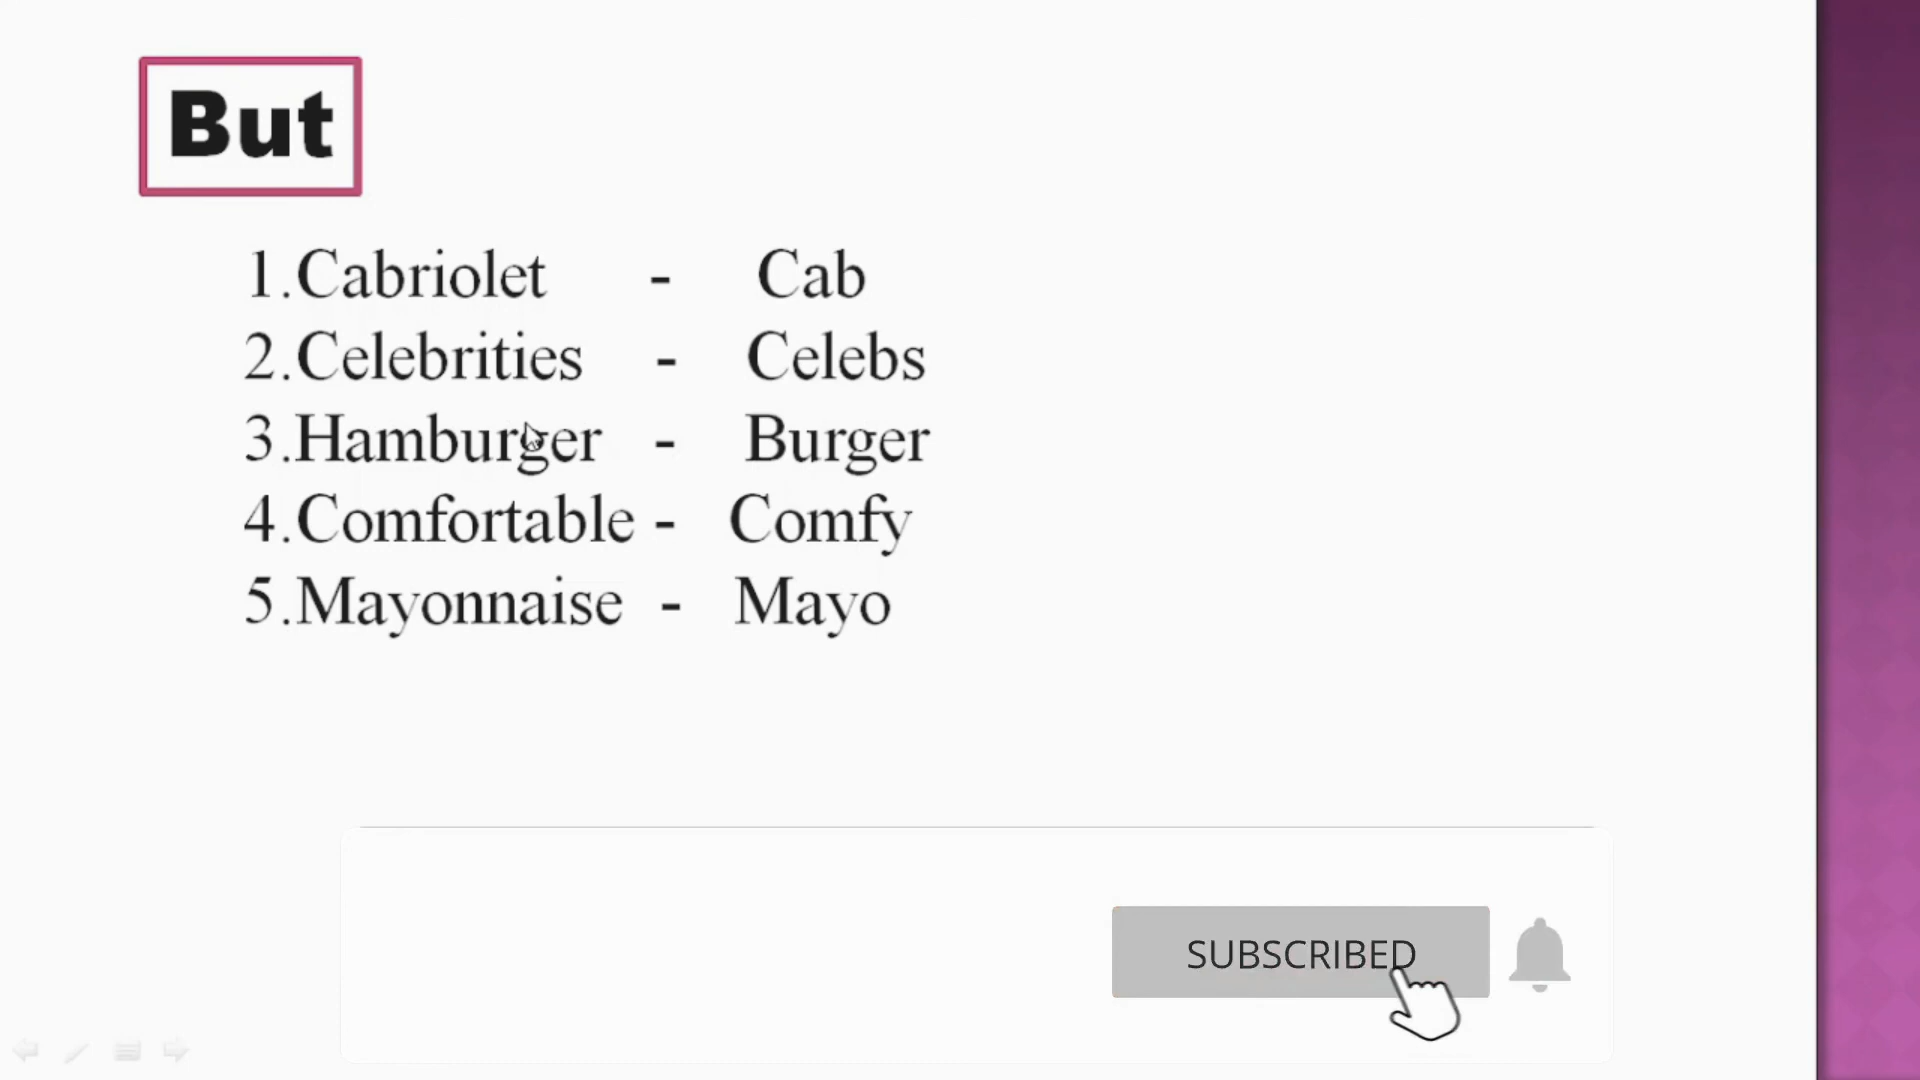 But
1.Cabriolet - Cab
2.Celebrities - Celebs
3.Hamburger - Burger
4.Comfortable - Comfy
5.Mayonnaise - Mayo
SUBSCRIBED